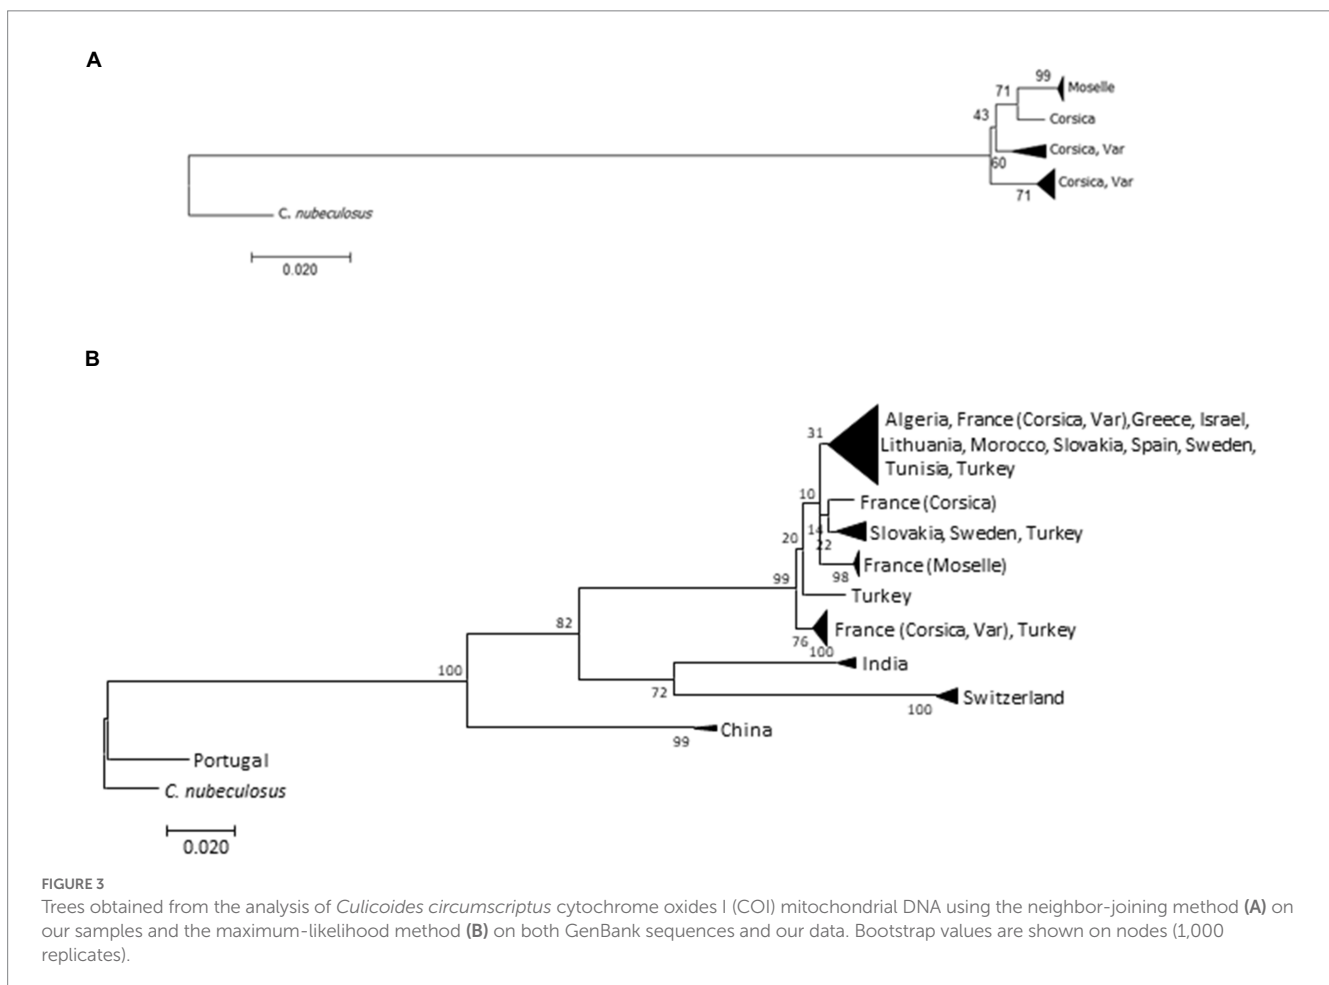 A
99
Moselle
71
Corsica
43
Corsica, Var
60
Corsica, Var
71
C. nubeculosus
0.020
B
Algeria, France (Corsica, Var),Greece, Israel,
31
Lithuania, Morocco, Slovakia, Spain, Sweden,
Tunisia, Turkey
10
France (Corsica)
14
Slovakia, Sweden, Turkey
20
22
France (Moselle)
99
98
Turkey
82
France (Corsica, Var), Turkey
76
100
India
100
72
Switzerland
100
China
99
Portugal
C. nubeculosus
0.020
FIGURE 3
Trees obtained from the analysis of Culicoides circumscriptus cytochrome oxides I (COI) mitochondrial DNA using the neighbor-joining method (A) on
our samples and the maximum-likelihood method (B) on both GenBank sequences and our data. Bootstrap values are shown on nodes (1,000
replicates).